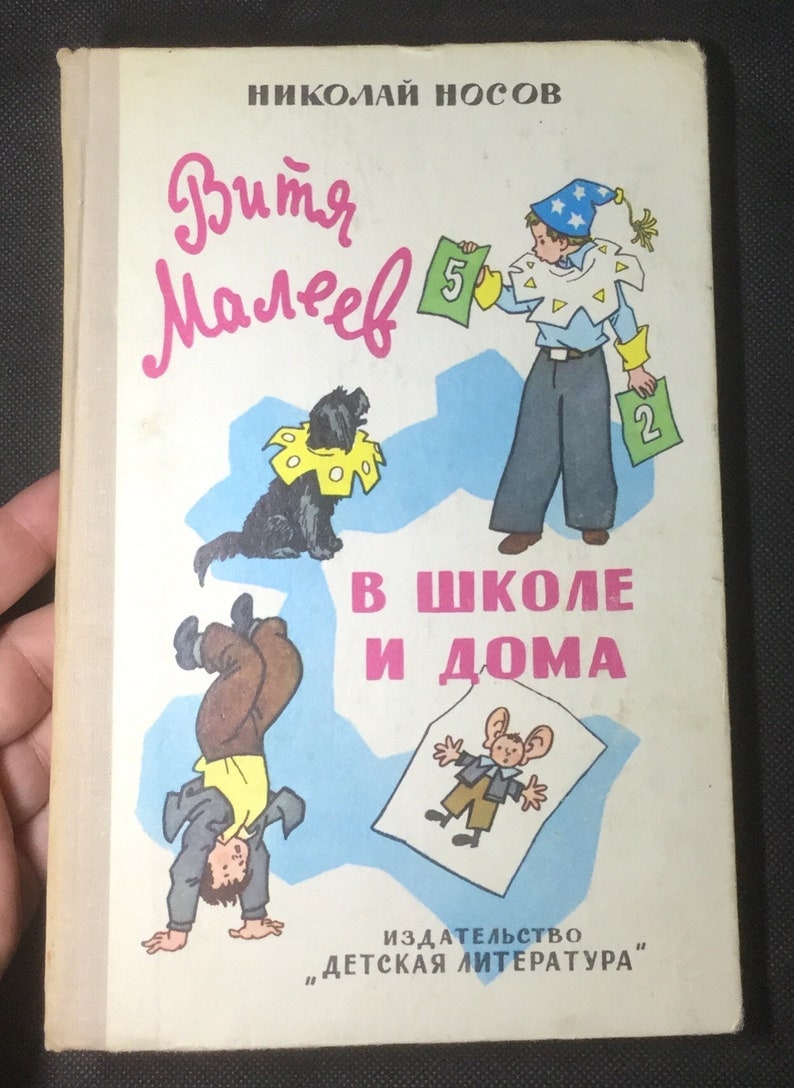 НИКОЛАЙ НОСОВ
Витя
Малеев
5
2
В ШКОЛЕ
И ДОМА
ИЗДАТЕЛЬСТВО
„ДЕТСКАЯ ЛИТЕРАТУРА"